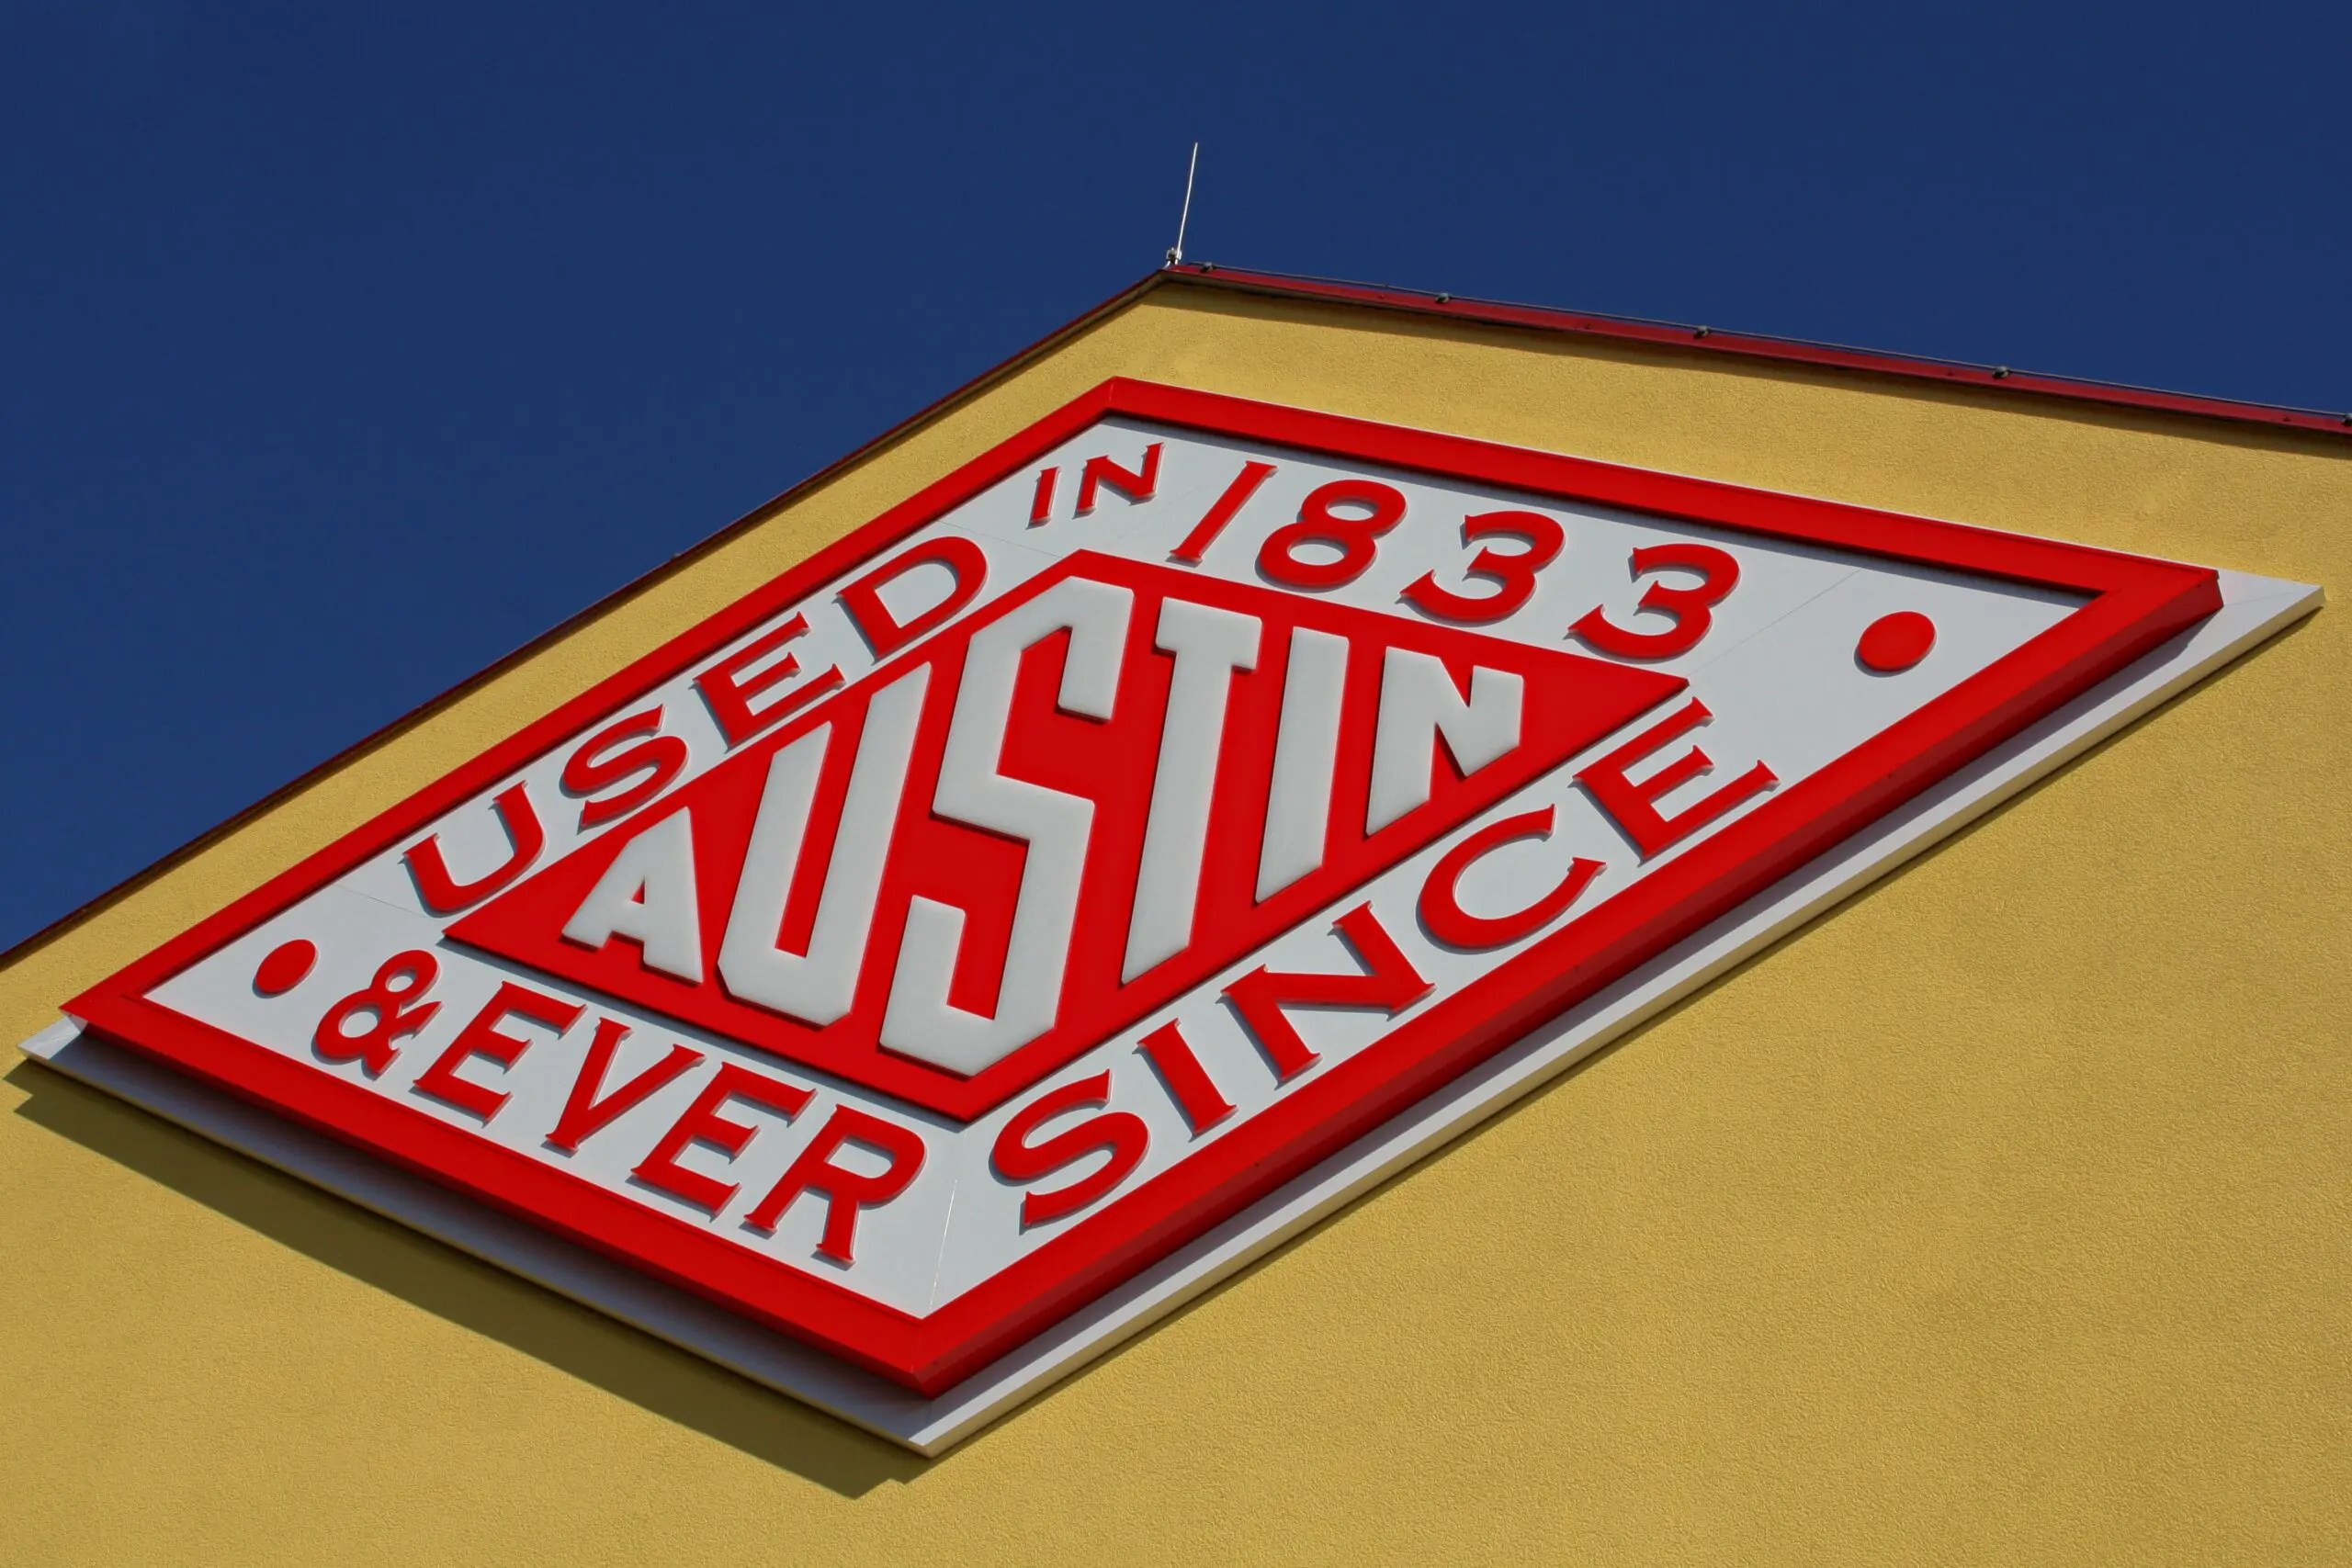 USED IN 1833
AUSTIN
& EVER SINCE